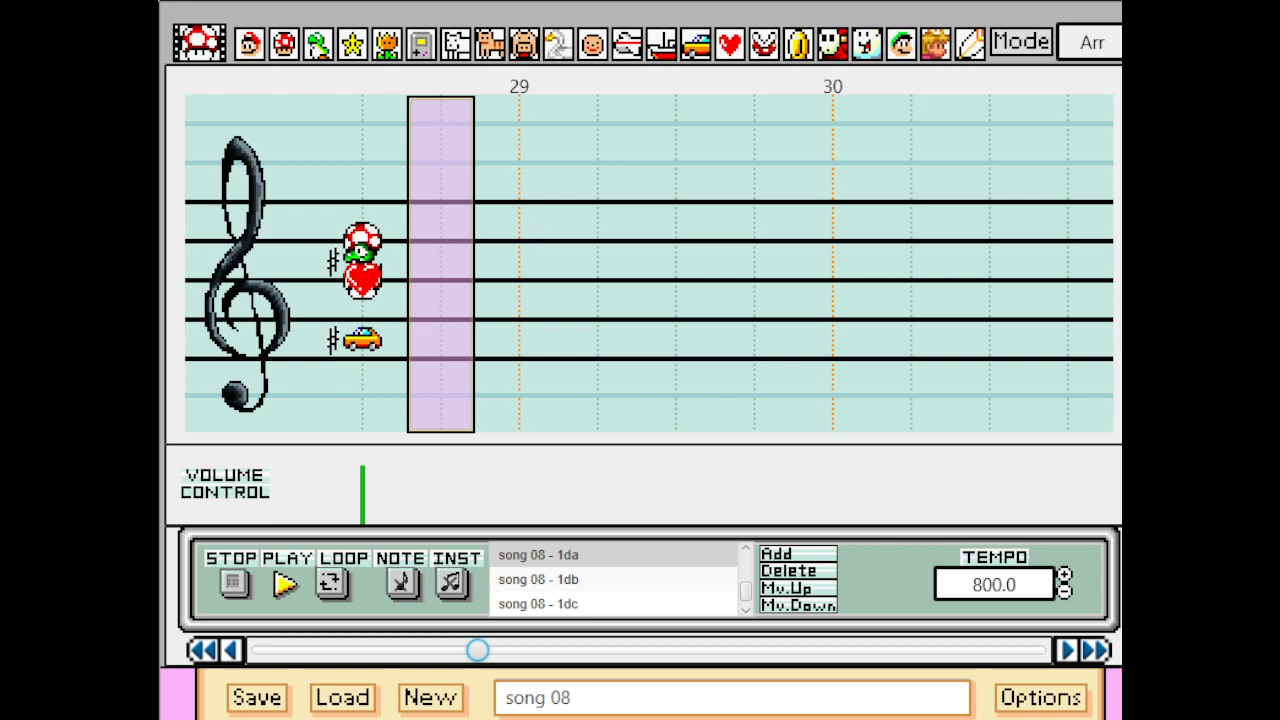 Mode Arr
29 30
VOLUME
CONTROL
STOP PLAY LOOP NOTE INST
song 08 - 1da
song 08 - 1db
song 08 - 1dc
Add
Delete
Mv.Up
Mv.Down
TEMPO
800.0
Save Load New song 08 Options